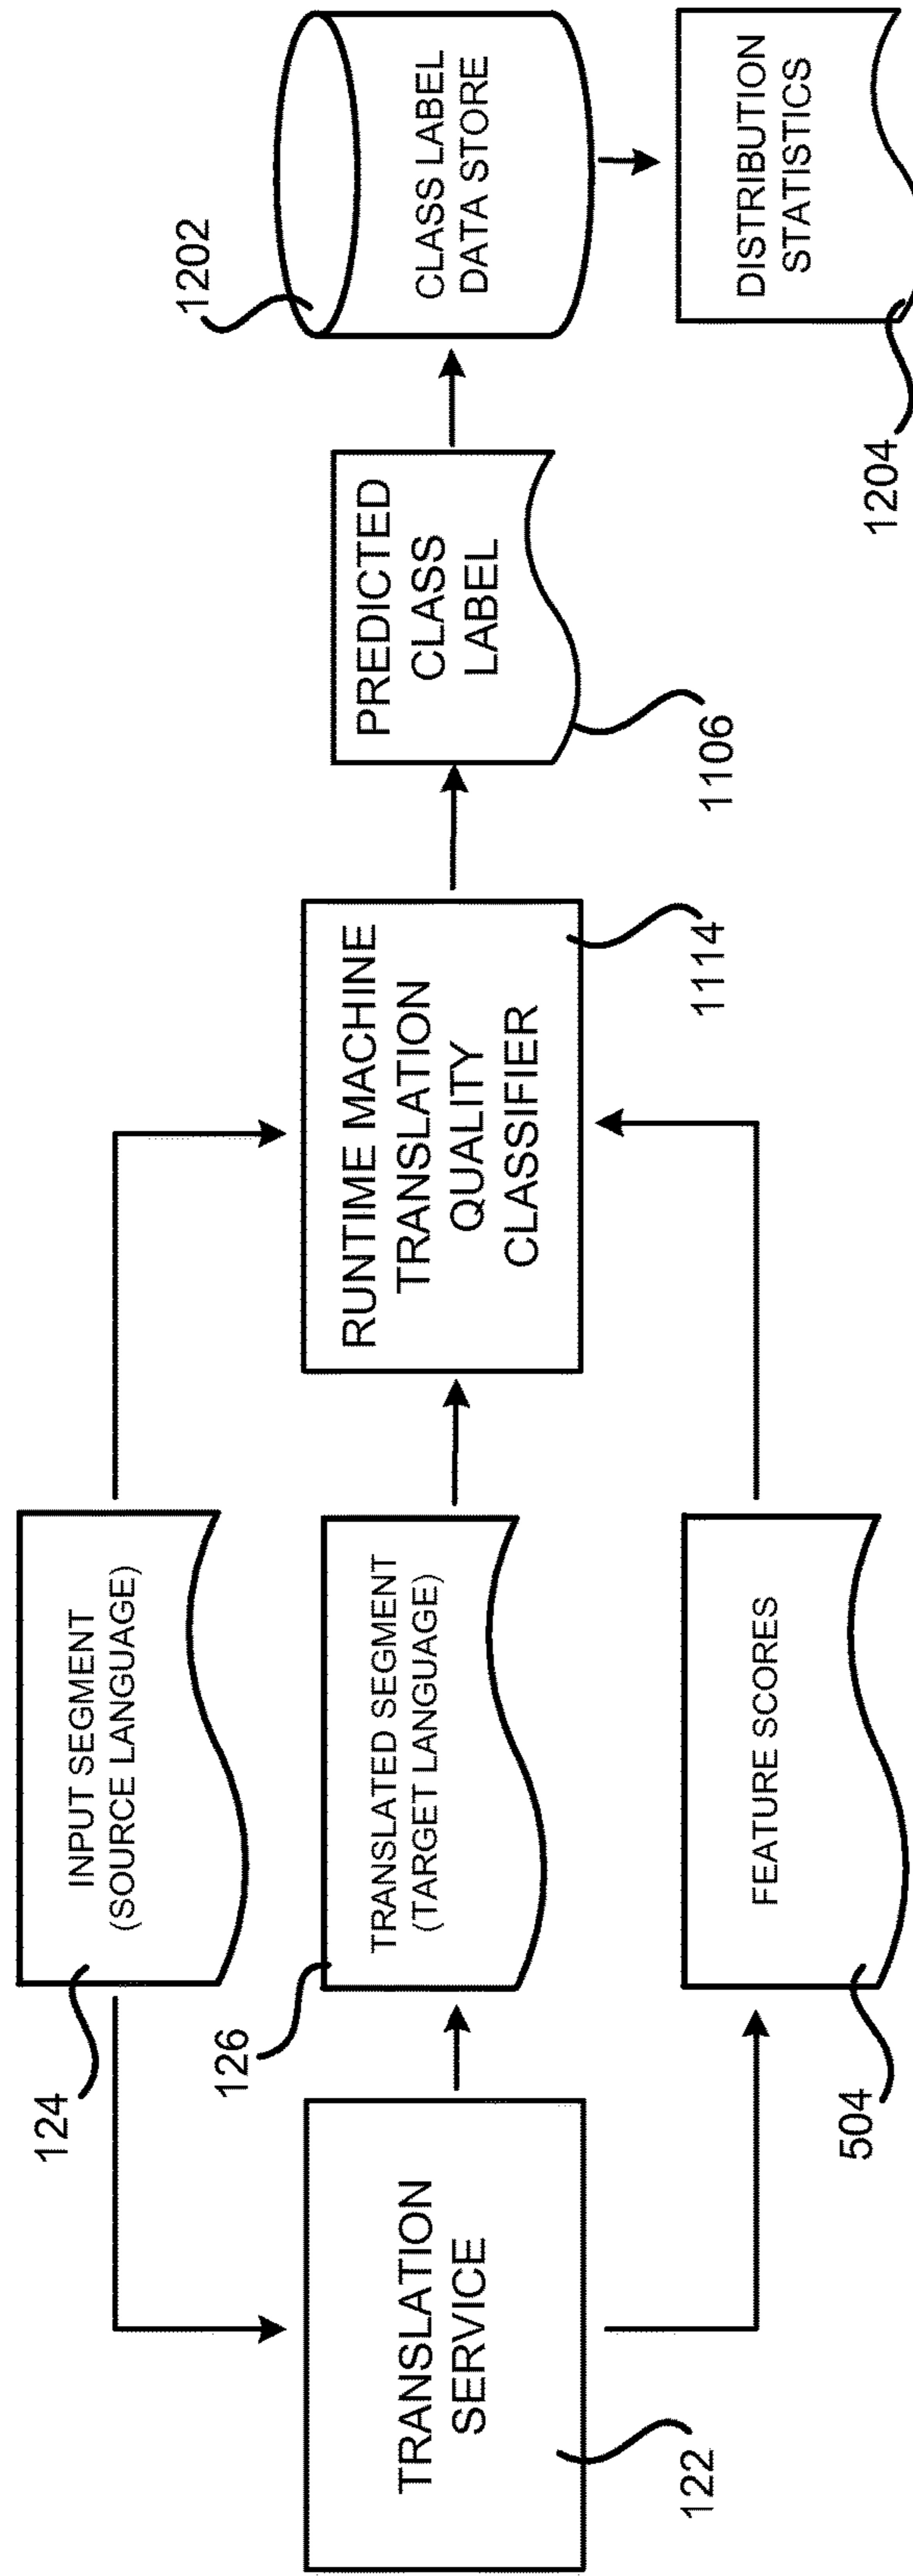 124
INPUT SEGMENT
(SOURCE LANGUAGE)
1202
CLASS LABEL
DATA STORE
126
TRANSLATED SEGMENT
(TARGET LANGUAGE)
TRANSLATION
SERVICE
122
RUNTIME MACHINE
TRANSLATION
QUALITY
CLASSIFIER
1114
PREDICTED
CLASS
LABEL
1106
504
FEATURE SCORES
DISTRIBUTION
STATISTICS
1204